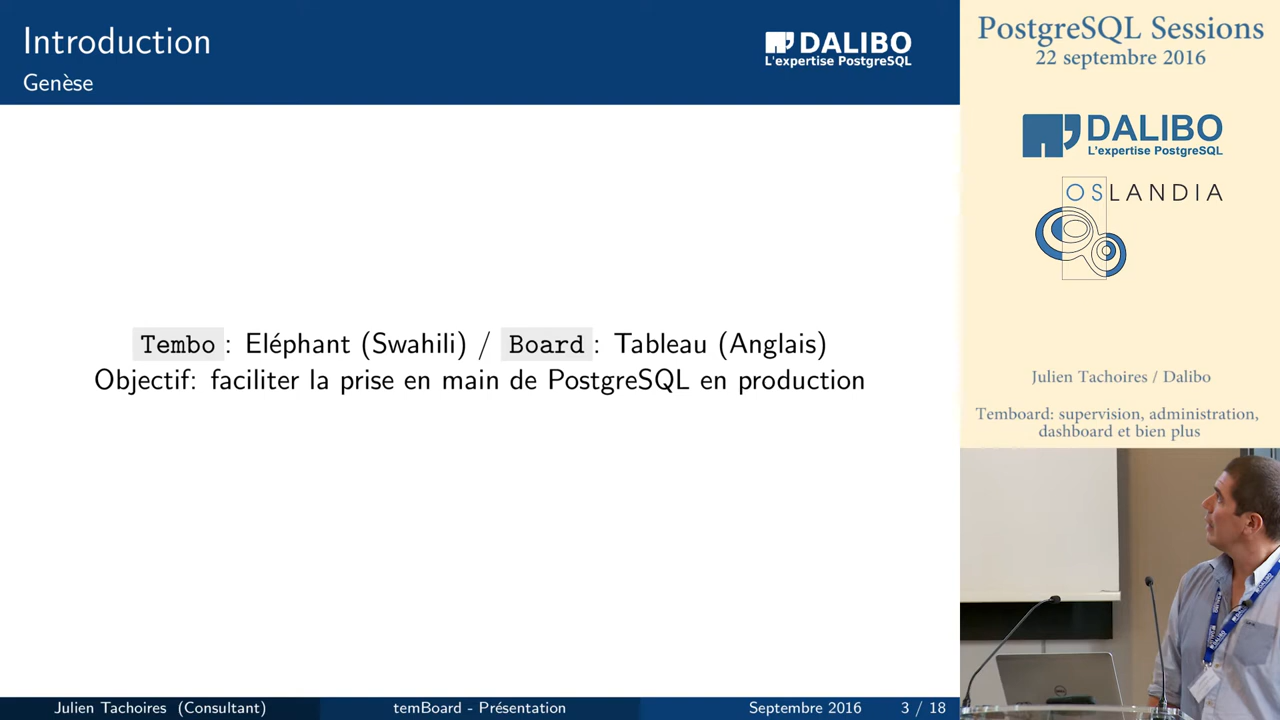 Introduction
Genèse
DALIBO
L'expertise PostgreSQL
Tembo : Eléphant (Swahili) / Board : Tableau (Anglais)
Objectif: faciliter la prise en main de PostgreSQL en production
Julien Tachoires (Consultant)
temBoard - Présentation
Septembre 2016
3 / 18
PostgreSQL Sessions
22 septembre 2016
DALIBO
L'expertise PostgreSQL
OSLANDIA
Julien Tachoires / Dalibo
Temboard: supervision, administration,
dashboard et bien plus
DALIBO